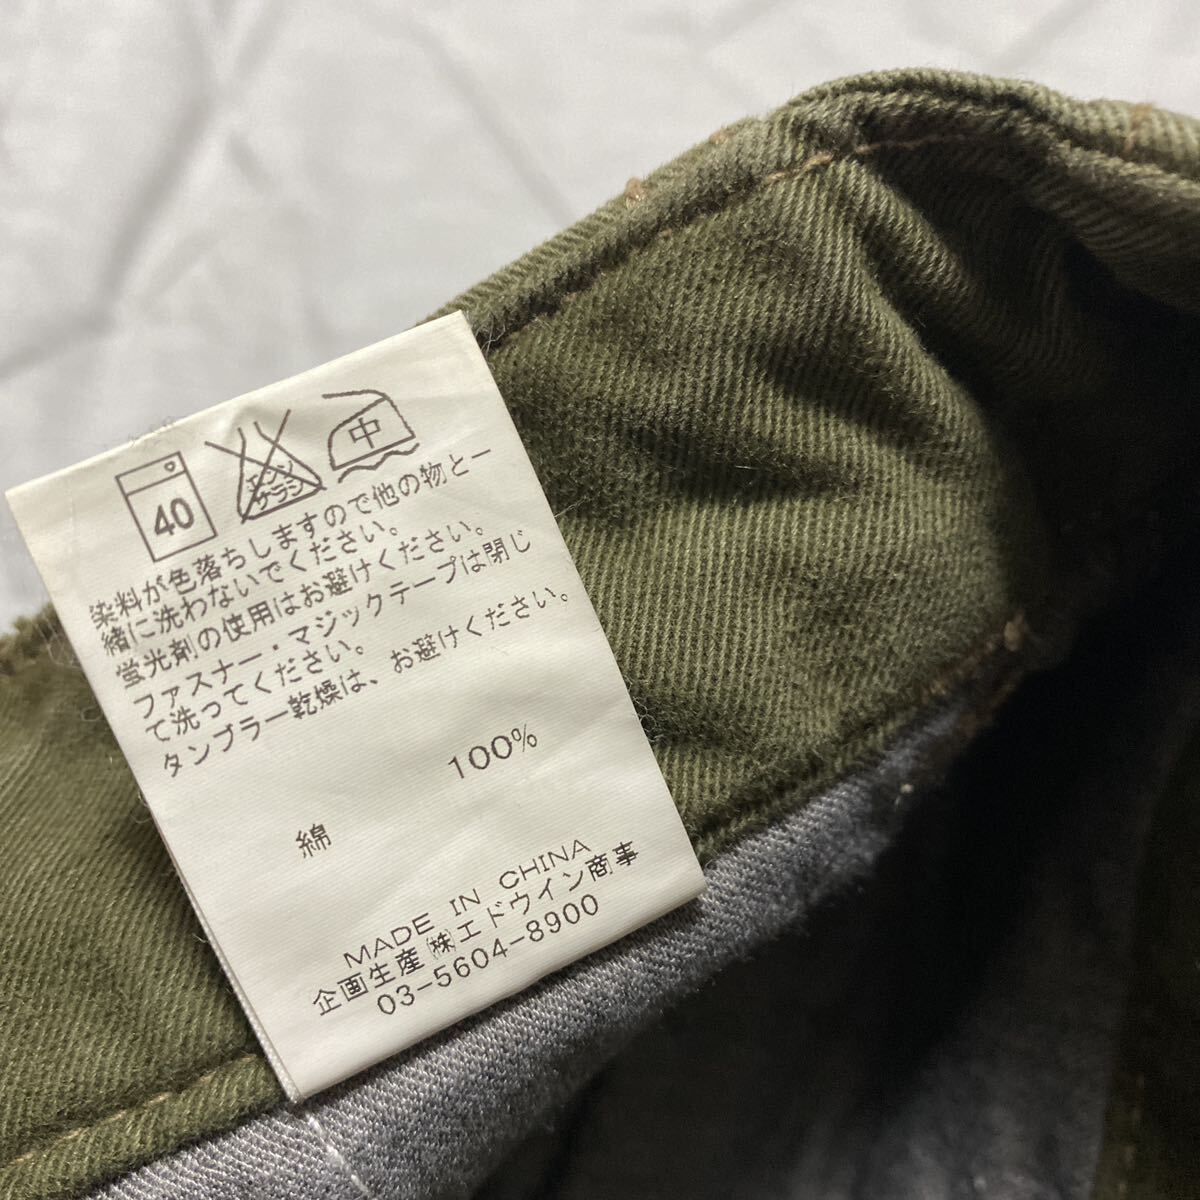 40
エンソ
サラシ
中
染料が色落ちしますので他の物と一
緒に洗わないでください。
蛍光剤の使用はお避けください。
ファスナー・マジックテープは閉じ
て洗ってください。
タンブラー乾燥は、お避けください。
綿 100%
MADE IN CHINA
企画生産㈱エドウイン商事
03-5604-8900